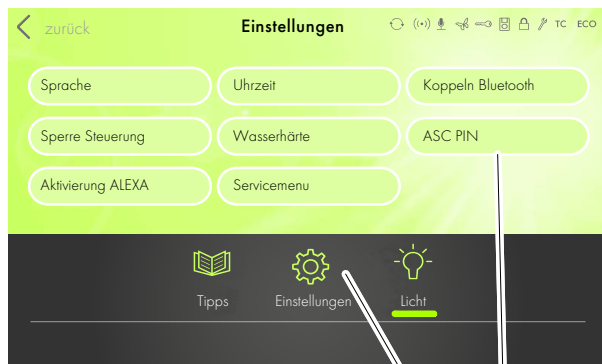 zurück Einstellungen TC ECO
Sprache Uhrzeit Koppeln Bluetooth
Sperre Steuerung Wasserhärte ASC PIN
Aktivierung ALEXA Servicemenu
Tipps Einstellungen Licht